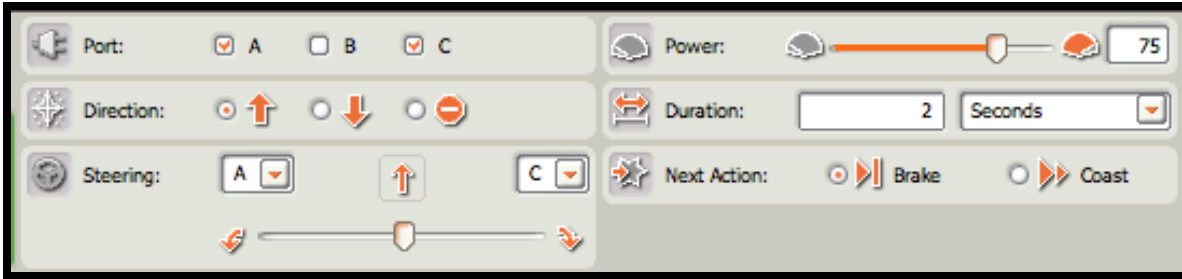 Port: A B C
Direction:
Steering: A C
Power: 75
Duration: 2 Seconds
Next Action: Brake Coast